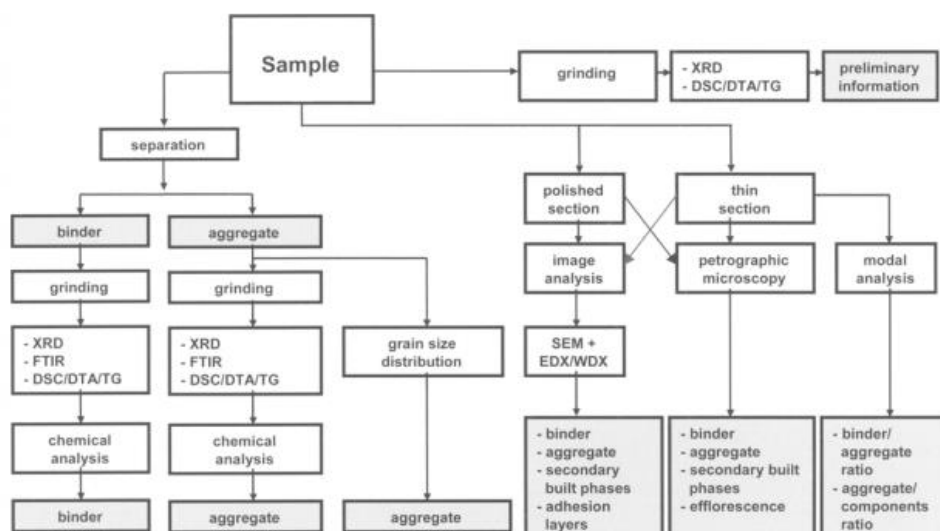 Sample
grinding
- XRD
- DSC/DTA/TG
preliminary
information
separation
polished
section
thin
section
binder
aggregate
image
analysis
petrographic
microscopy
modal
analysis
grinding
grinding
- XRD
- FTIR
- DSC/DTA/TG
- XRD
- FTIR
- DSC/DTA/TG
grain size
distribution
SEM +
EDX/WDX
chemical
analysis
chemical
analysis
- binder
- aggregate
- secondary
built phases
- adhesion
layers
- binder
- aggregate
- secondary built
phases
- efflorescence
- binder/
aggregate
ratio
- aggregate/
components
ratio
binder
aggregate
aggregate